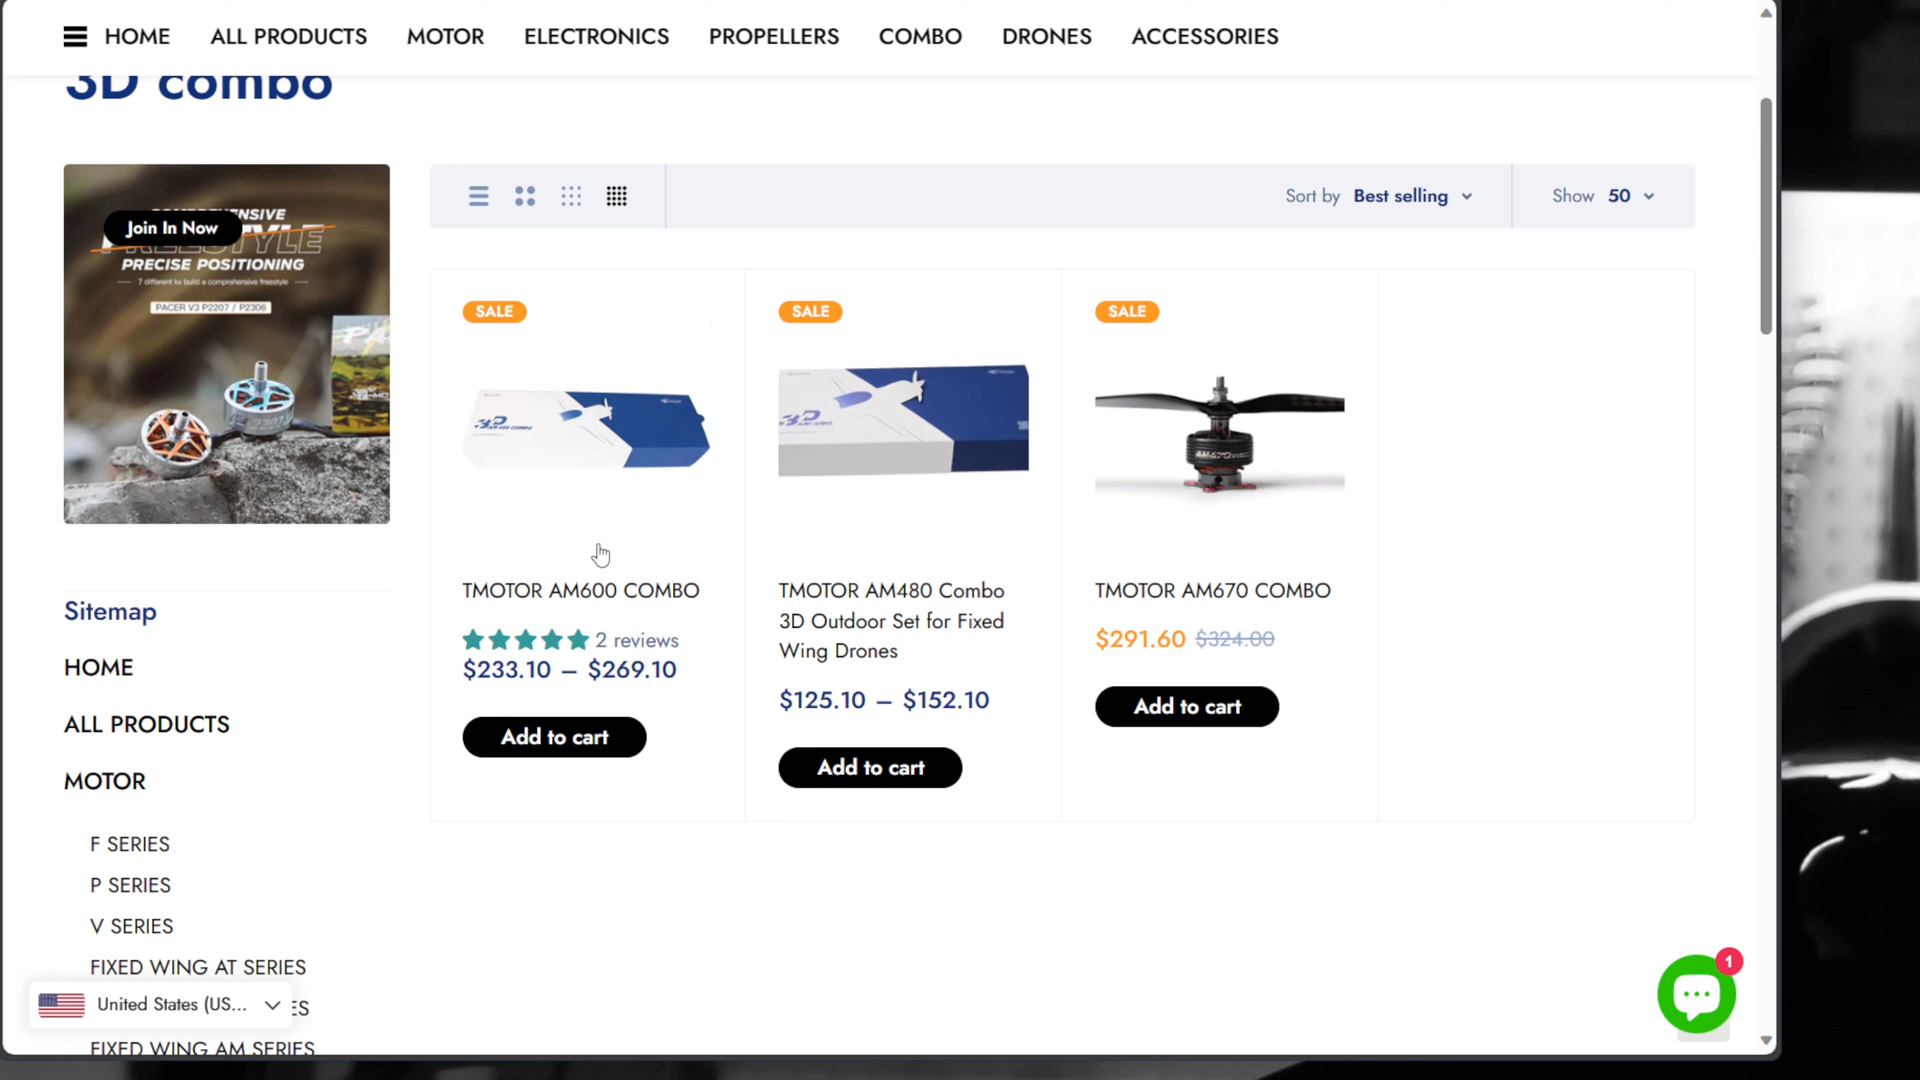 HOME ALL PRODUCTS MOTOR ELECTRONICS PROPELLERS COMBO DRONES ACCESSORIES
3D combo
Join In Now
PRECISE POSITIONING
7 different kv build a comprehensive freestyle
PACER V3 P2207 / P2306
Sort by Best selling
Show 50
SALE
TMOTOR AM600 COMBO
2 reviews
$233.10 – $269.10
Add to cart
SALE
TMOTOR AM480 Combo
3D Outdoor Set for Fixed
Wing Drones
$125.10 – $152.10
Add to cart
SALE
AM670
TMOTOR AM670 COMBO
$291.60 $324.00
Add to cart
Sitemap
HOME
ALL PRODUCTS
MOTOR
F SERIES
P SERIES
V SERIES
FIXED WING AT SERIES
United States (US...
ES
FIXED WING AM SERIES
1